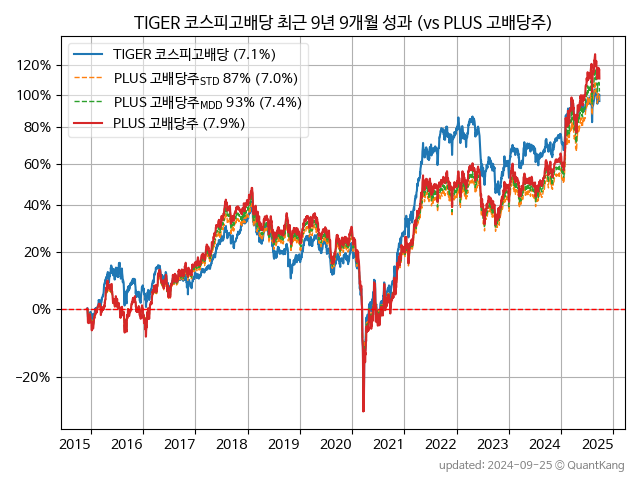 TIGER 코스피고배당 최근 9년 9개월 성과 (vs PLUS 고배당주)
TIGER 코스피고배당 (7.1%)
PLUS 고배당주STD 87% (7.0%)
PLUS 고배당주MDD 93% (7.4%)
PLUS 고배당주 (7.9%)
120%
100%
80%
60%
40%
20%
0%
−20%
2015 2016 2017 2018 2019 2020 2021 2022 2023 2024 2025
updated: 2024-09-25 © QuantKang